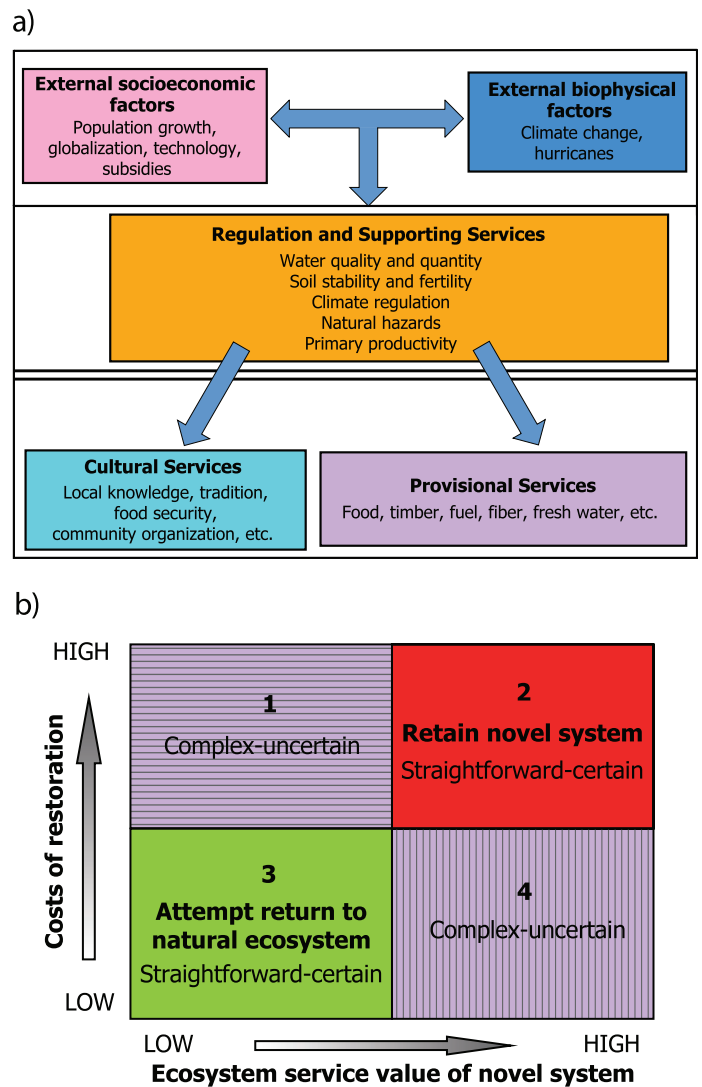 a)
External socioeconomic
factors
Population growth,
globalization, technology,
subsidies
External biophysical
factors
Climate change,
hurricanes
Regulation and Supporting Services
Water quality and quantity
Soil stability and fertility
Climate regulation
Natural hazards
Primary productivity
Cultural Services
Local knowledge, tradition,
food security,
community organization, etc.
Provisional Services
Food, timber, fuel, fiber, fresh water, etc.
b)
HIGH
Costs of restoration
LOW
1
Complex-uncertain
2
Retain novel system
Straightforward-certain
3
Attempt return to
natural ecosystem
Straightforward-certain
4
Complex-uncertain
LOW
HIGH
Ecosystem service value of novel system